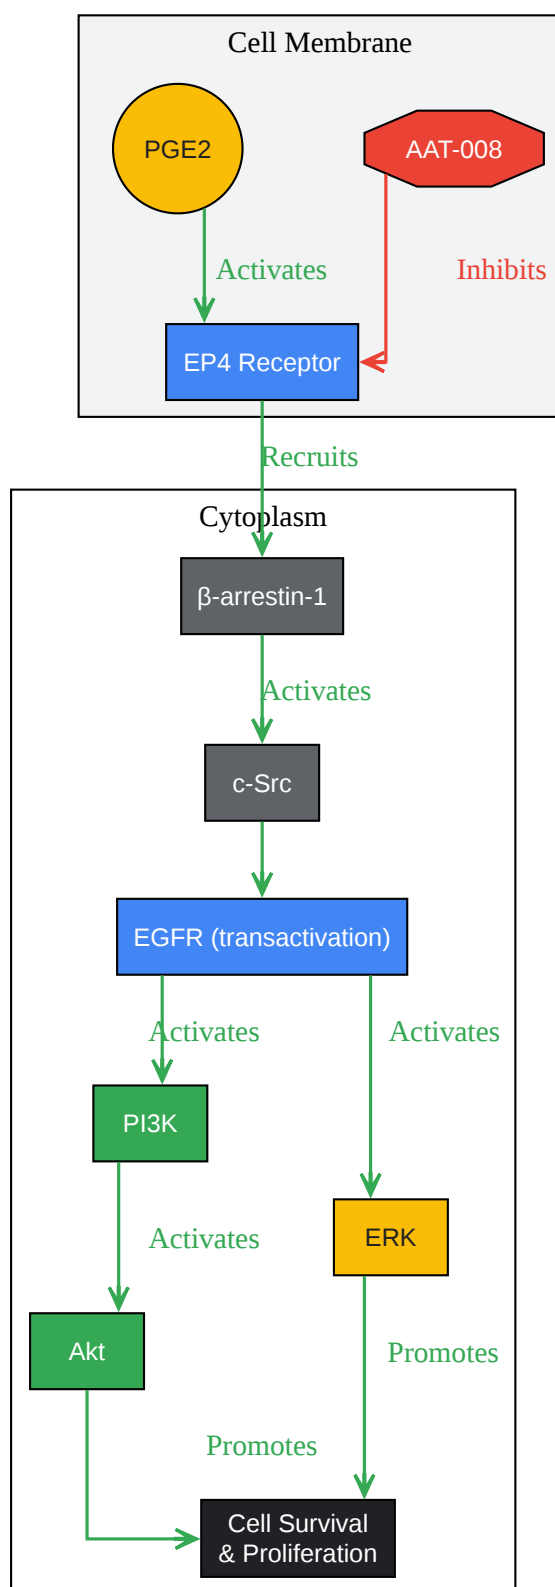 Cell Membrane
PGE2
AAT-008
Activates
Inhibits
EP4 Receptor
Recruits
Cytoplasm
β-arrestin-1
Activates
c-Src
EGFR (transactivation)
Activates
Activates
PI3K
Activates
ERK
Akt
Promotes
Promotes
Cell Survival
& Proliferation